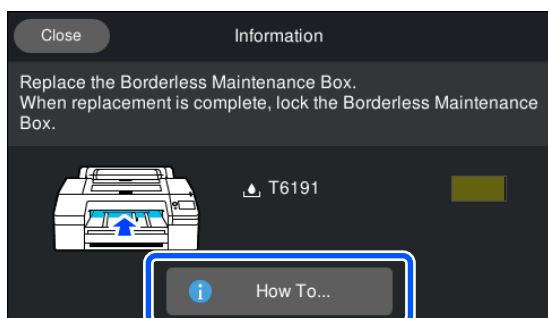 Close
Information
Replace the Borderless Maintenance Box.
When replacement is complete, lock the Borderless Maintenance
Box.
T6191
How To...